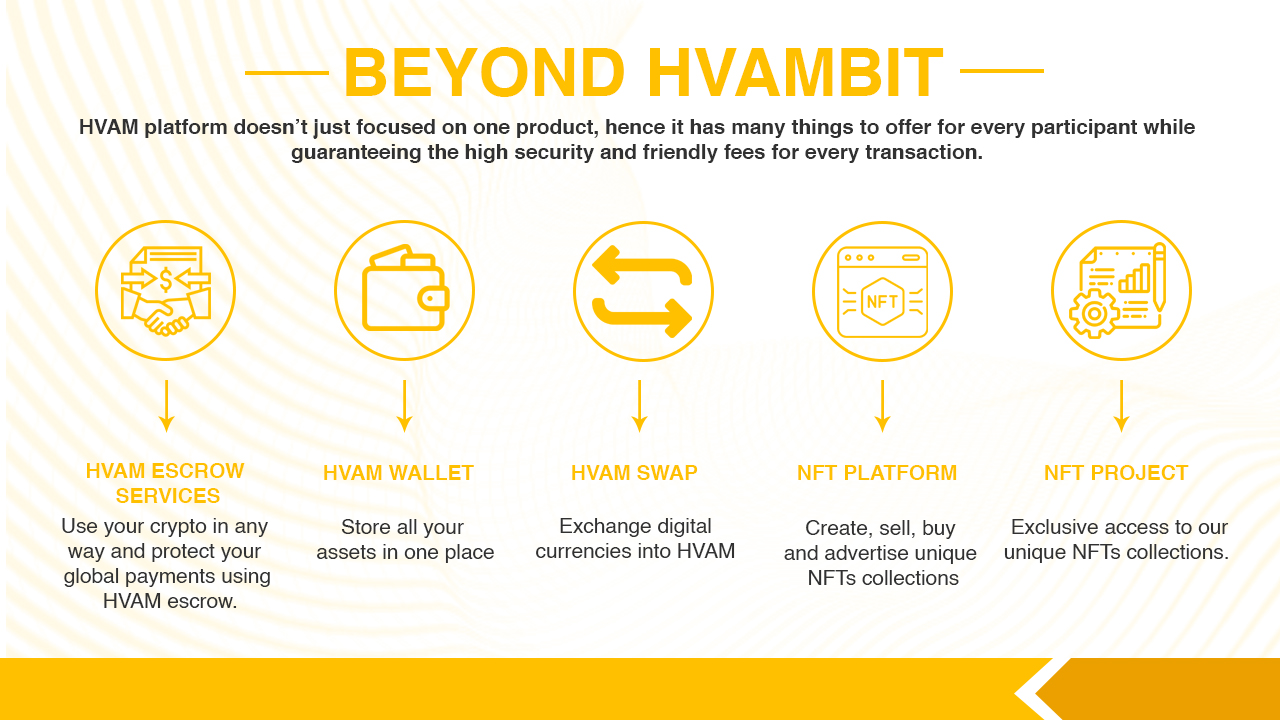 BEYOND HVAMBIT
HVAM platform doesn’t just focused on one product, hence it has many things to offer for every participant while
guaranteeing the high security and friendly fees for every transaction.
$
NFT
HVAM ESCROW
SERVICES
Use your crypto in any
way and protect your
global payments using
HVAM escrow.
HVAM WALLET
Store all your
assets in one place
HVAM SWAP
Exchange digital
currencies into HVAM
NFT PLATFORM
Create, sell, buy
and advertise unique
NFTs collections
NFT PROJECT
Exclusive access to our
unique NFTs collections.